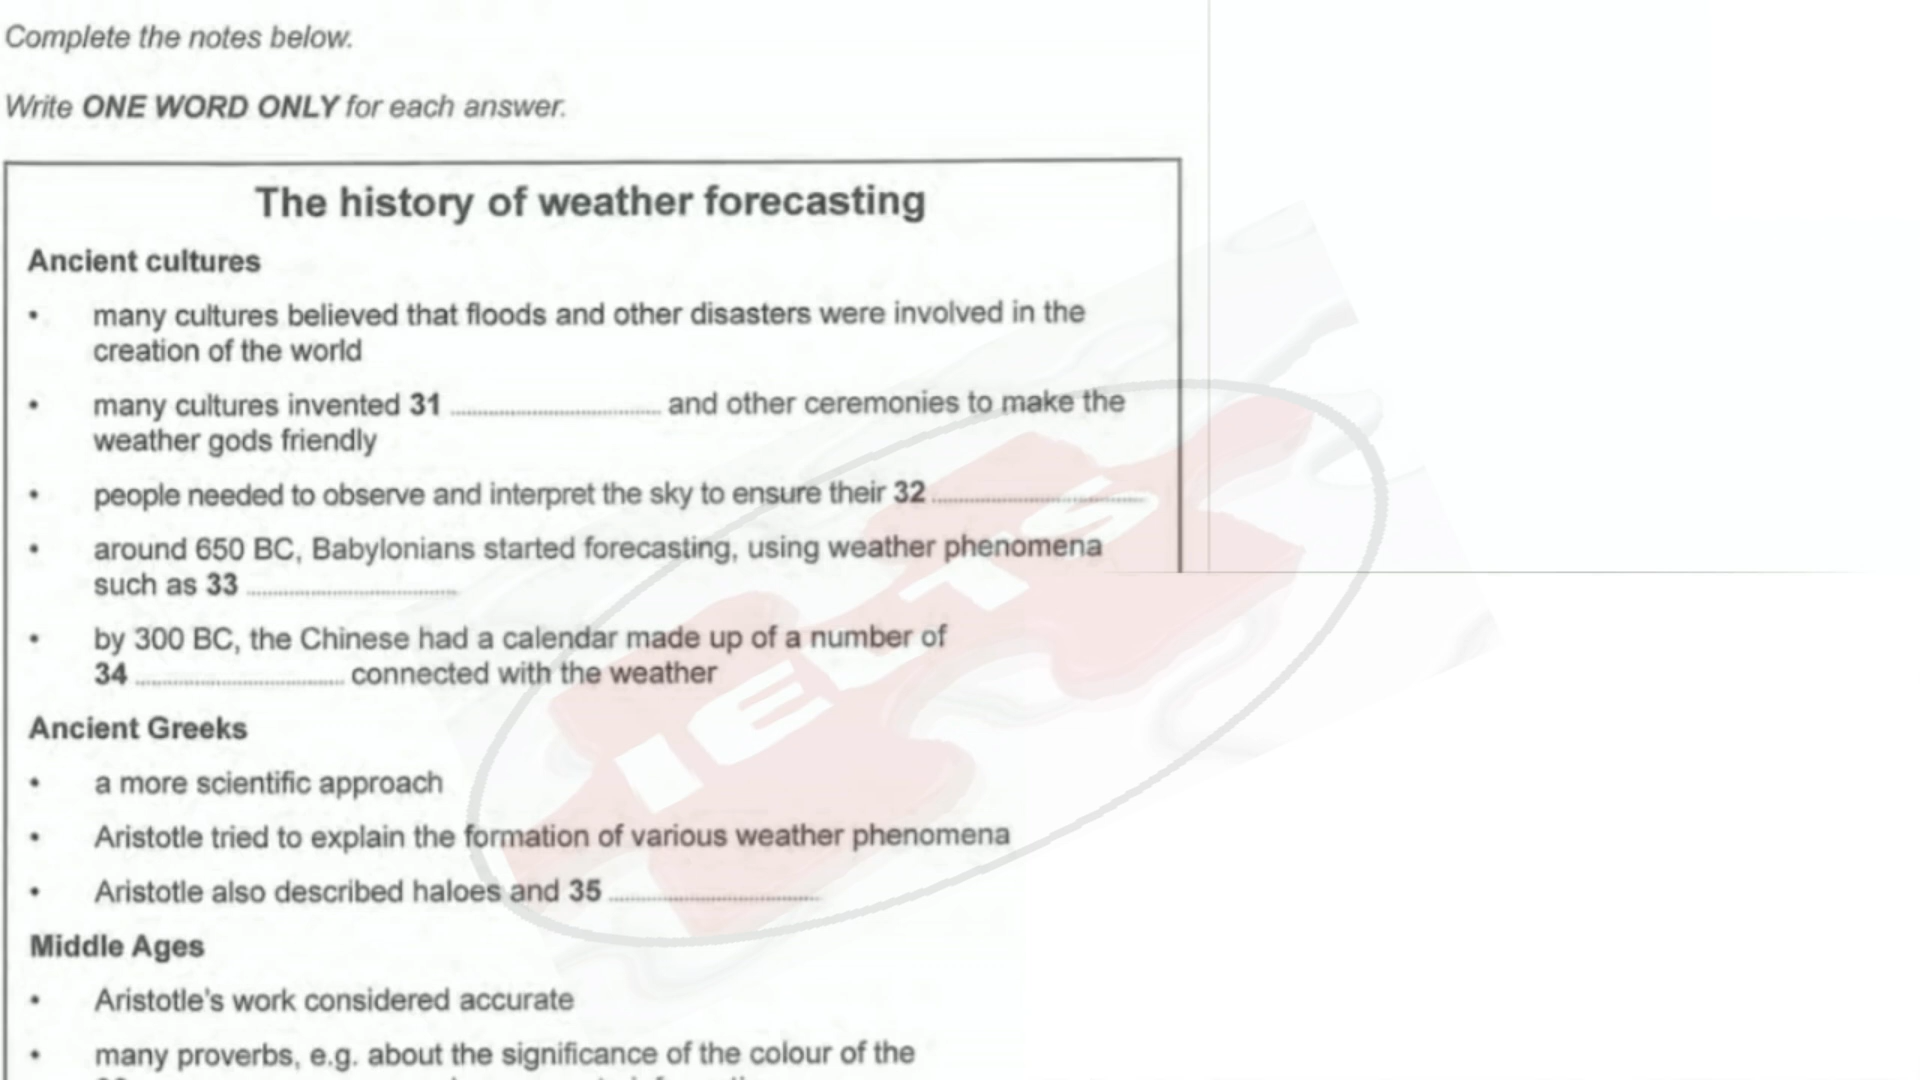 Complete the notes below.
Write ONE WORD ONLY for each answer.
The history of weather forecasting
Ancient cultures
• many cultures believed that floods and other disasters were involved in the
creation of the world
• many cultures invented 31 .................... and other ceremonies to make the
weather gods friendly
• people needed to observe and interpret the sky to ensure their 32 ....................
• around 650 BC, Babylonians started forecasting, using weather phenomena
such as 33 ....................
• by 300 BC, the Chinese had a calendar made up of a number of
34 .................... connected with the weather
Ancient Greeks
• a more scientific approach
• Aristotle tried to explain the formation of various weather phenomena
• Aristotle also described haloes and 35 ....................
Middle Ages
• Aristotle's work considered accurate
• many proverbs, e.g. about the significance of the colour of the
IELTS